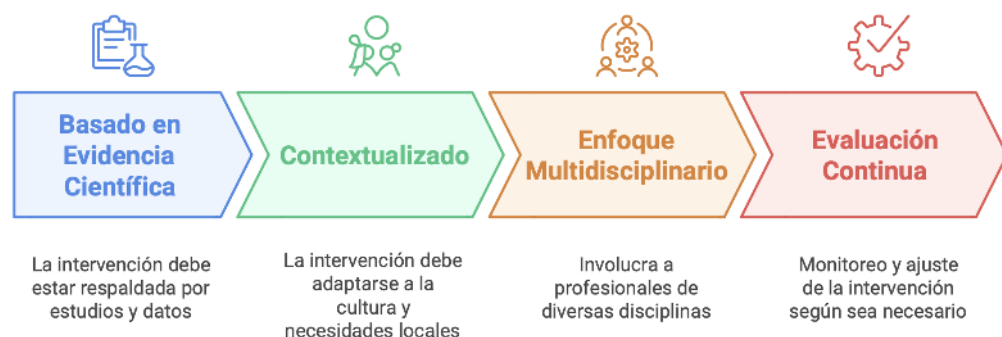 Basado en
Evidencia
Científica
Contextualizado
Enfoque
Multidisciplinario
Evaluación
Continua
La intervención debe
estar respaldada por
estudios y datos
La intervención debe
adaptarse a la
cultura y
necesidades locales
Involucra a
profesionales de
diversas disciplinas
Monitoreo y ajuste
de la intervención
según sea necesario